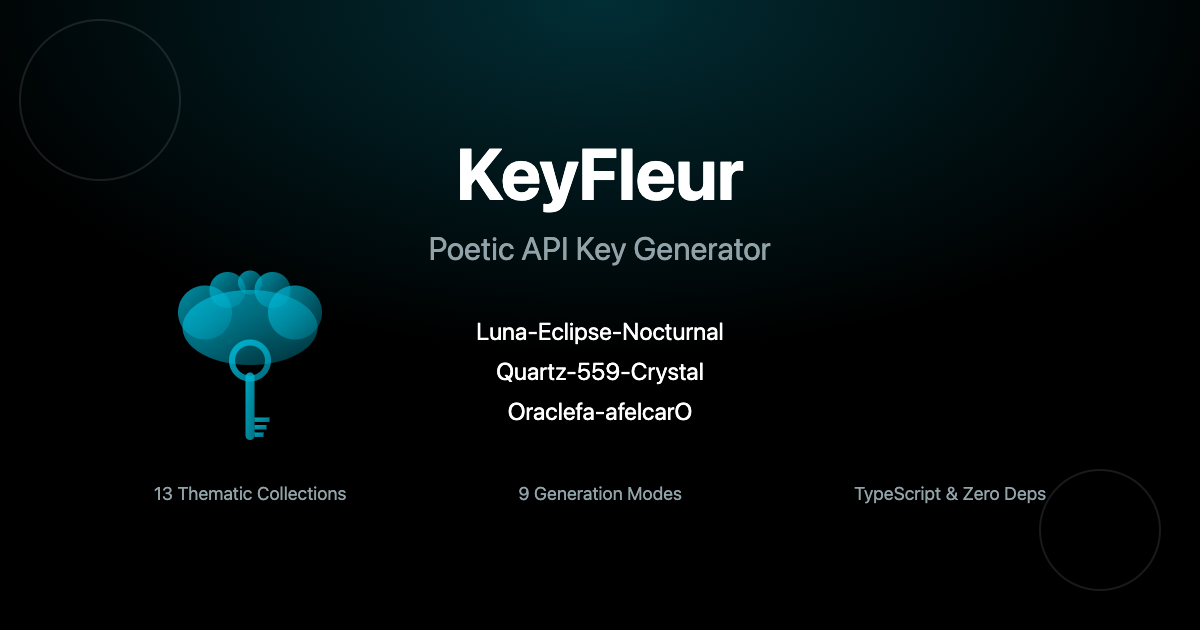 KeyFleur
Poetic API Key Generator
Luna-Eclipse-Nocturnal
Quartz-559-Crystal
Oraclefa-afelcarO
13 Thematic Collections
9 Generation Modes
TypeScript & Zero Deps